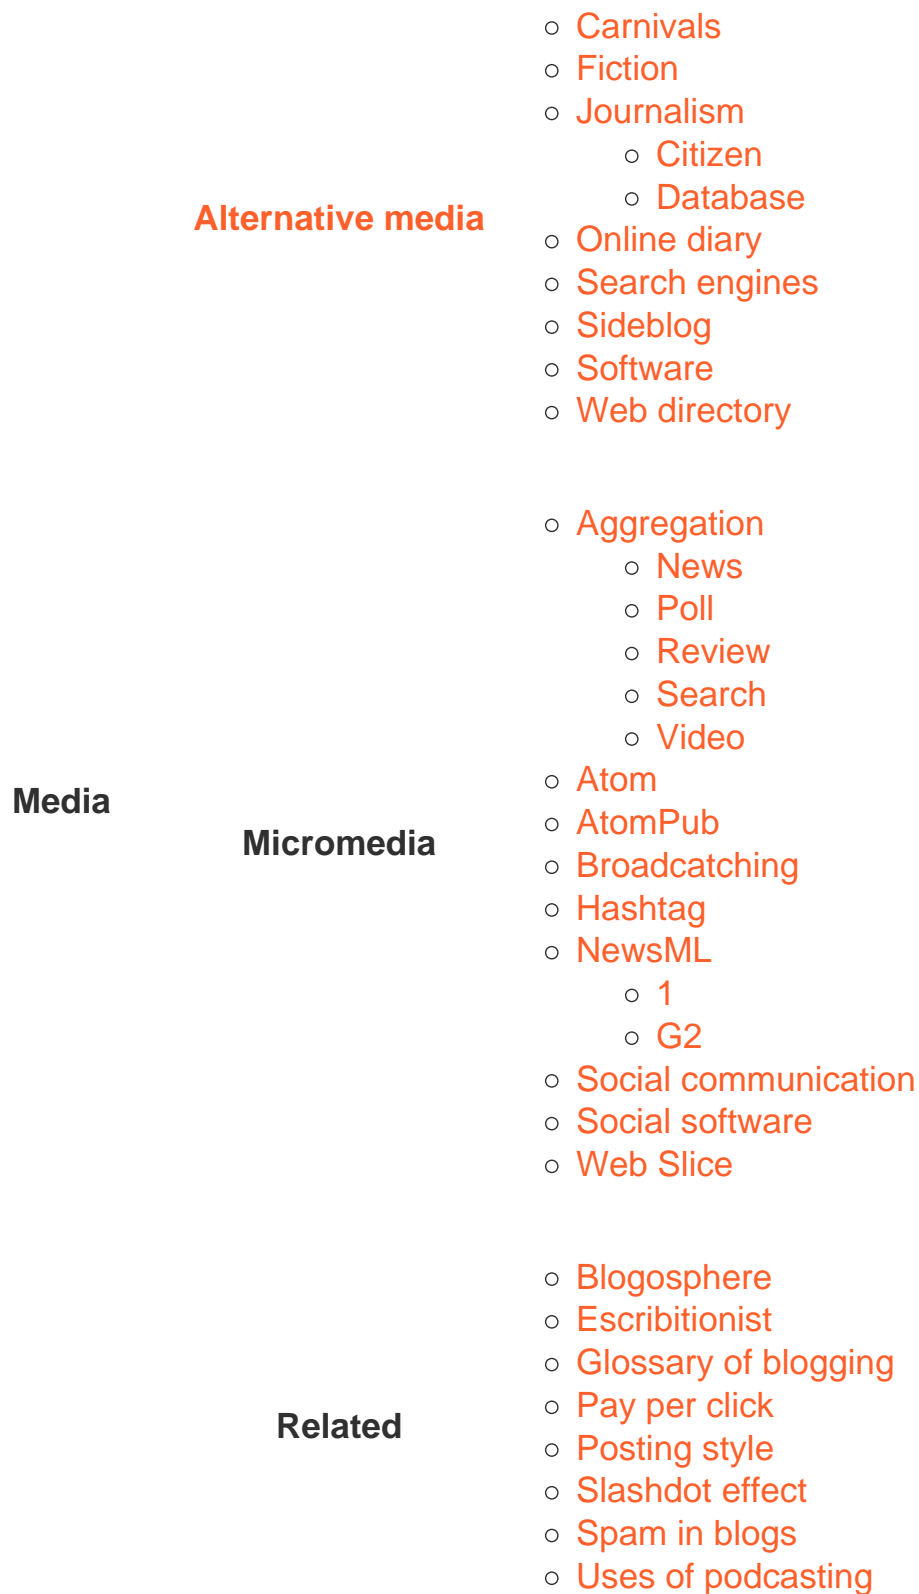 Media
Alternative media
Carnivals
Fiction
Journalism
Citizen
Database
Online diary
Search engines
Sideblog
Software
Web directory
Micromedia
Aggregation
News
Poll
Review
Search
Video
Atom
AtomPub
Broadcatching
Hashtag
NewsML
1
G2
Social communication
Social software
Web Slice
Related
Blogosphere
Escribitionist
Glossary of blogging
Pay per click
Posting style
Slashdot effect
Spam in blogs
Uses of podcasting